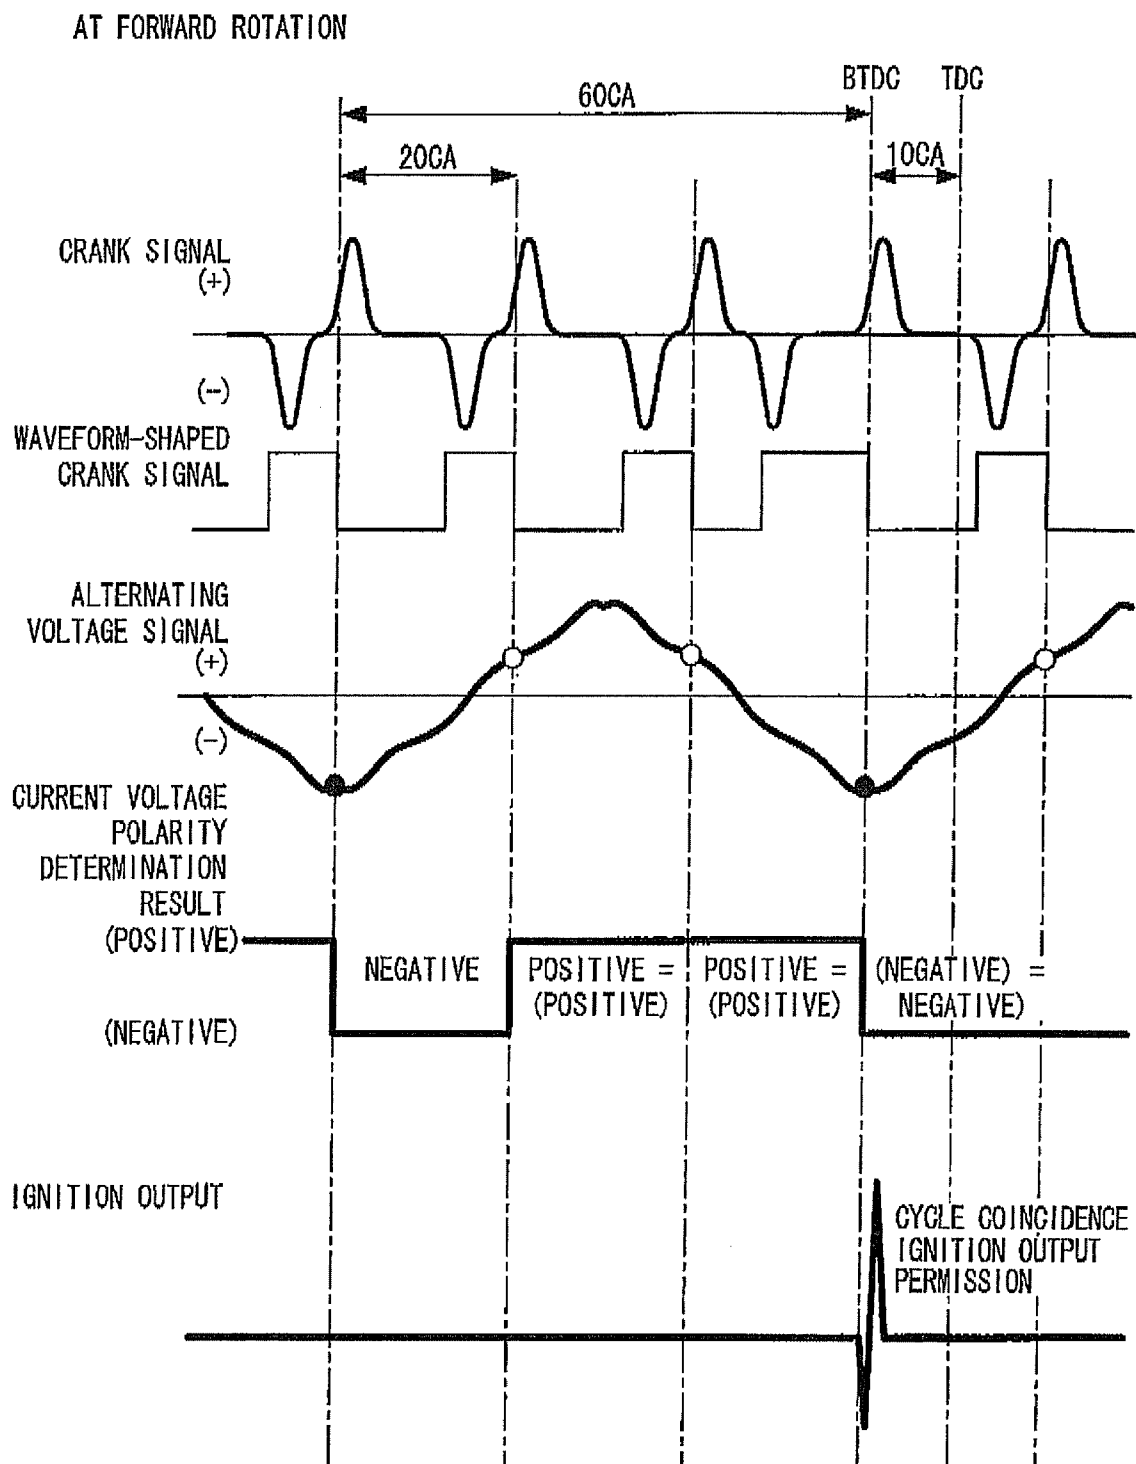 AT FORWARD ROTATION
BTDC TDC
60CA
20CA
10CA
CRANK SIGNAL
(+)
(-)
WAVEFORM-SHAPED
CRANK SIGNAL
ALTERNATING
VOLTAGE SIGNAL
(+)
(-)
CURRENT VOLTAGE
POLARITY
DETERMINATION
RESULT
(POSITIVE)
NEGATIVE
POSITIVE =
(POSITIVE)
POSITIVE =
(POSITIVE)
(NEGATIVE) =
NEGATIVE)
(NEGATIVE)
IGNITION OUTPUT
CYCLE COINCIDENCE
IGNITION OUTPUT
PERMISSION